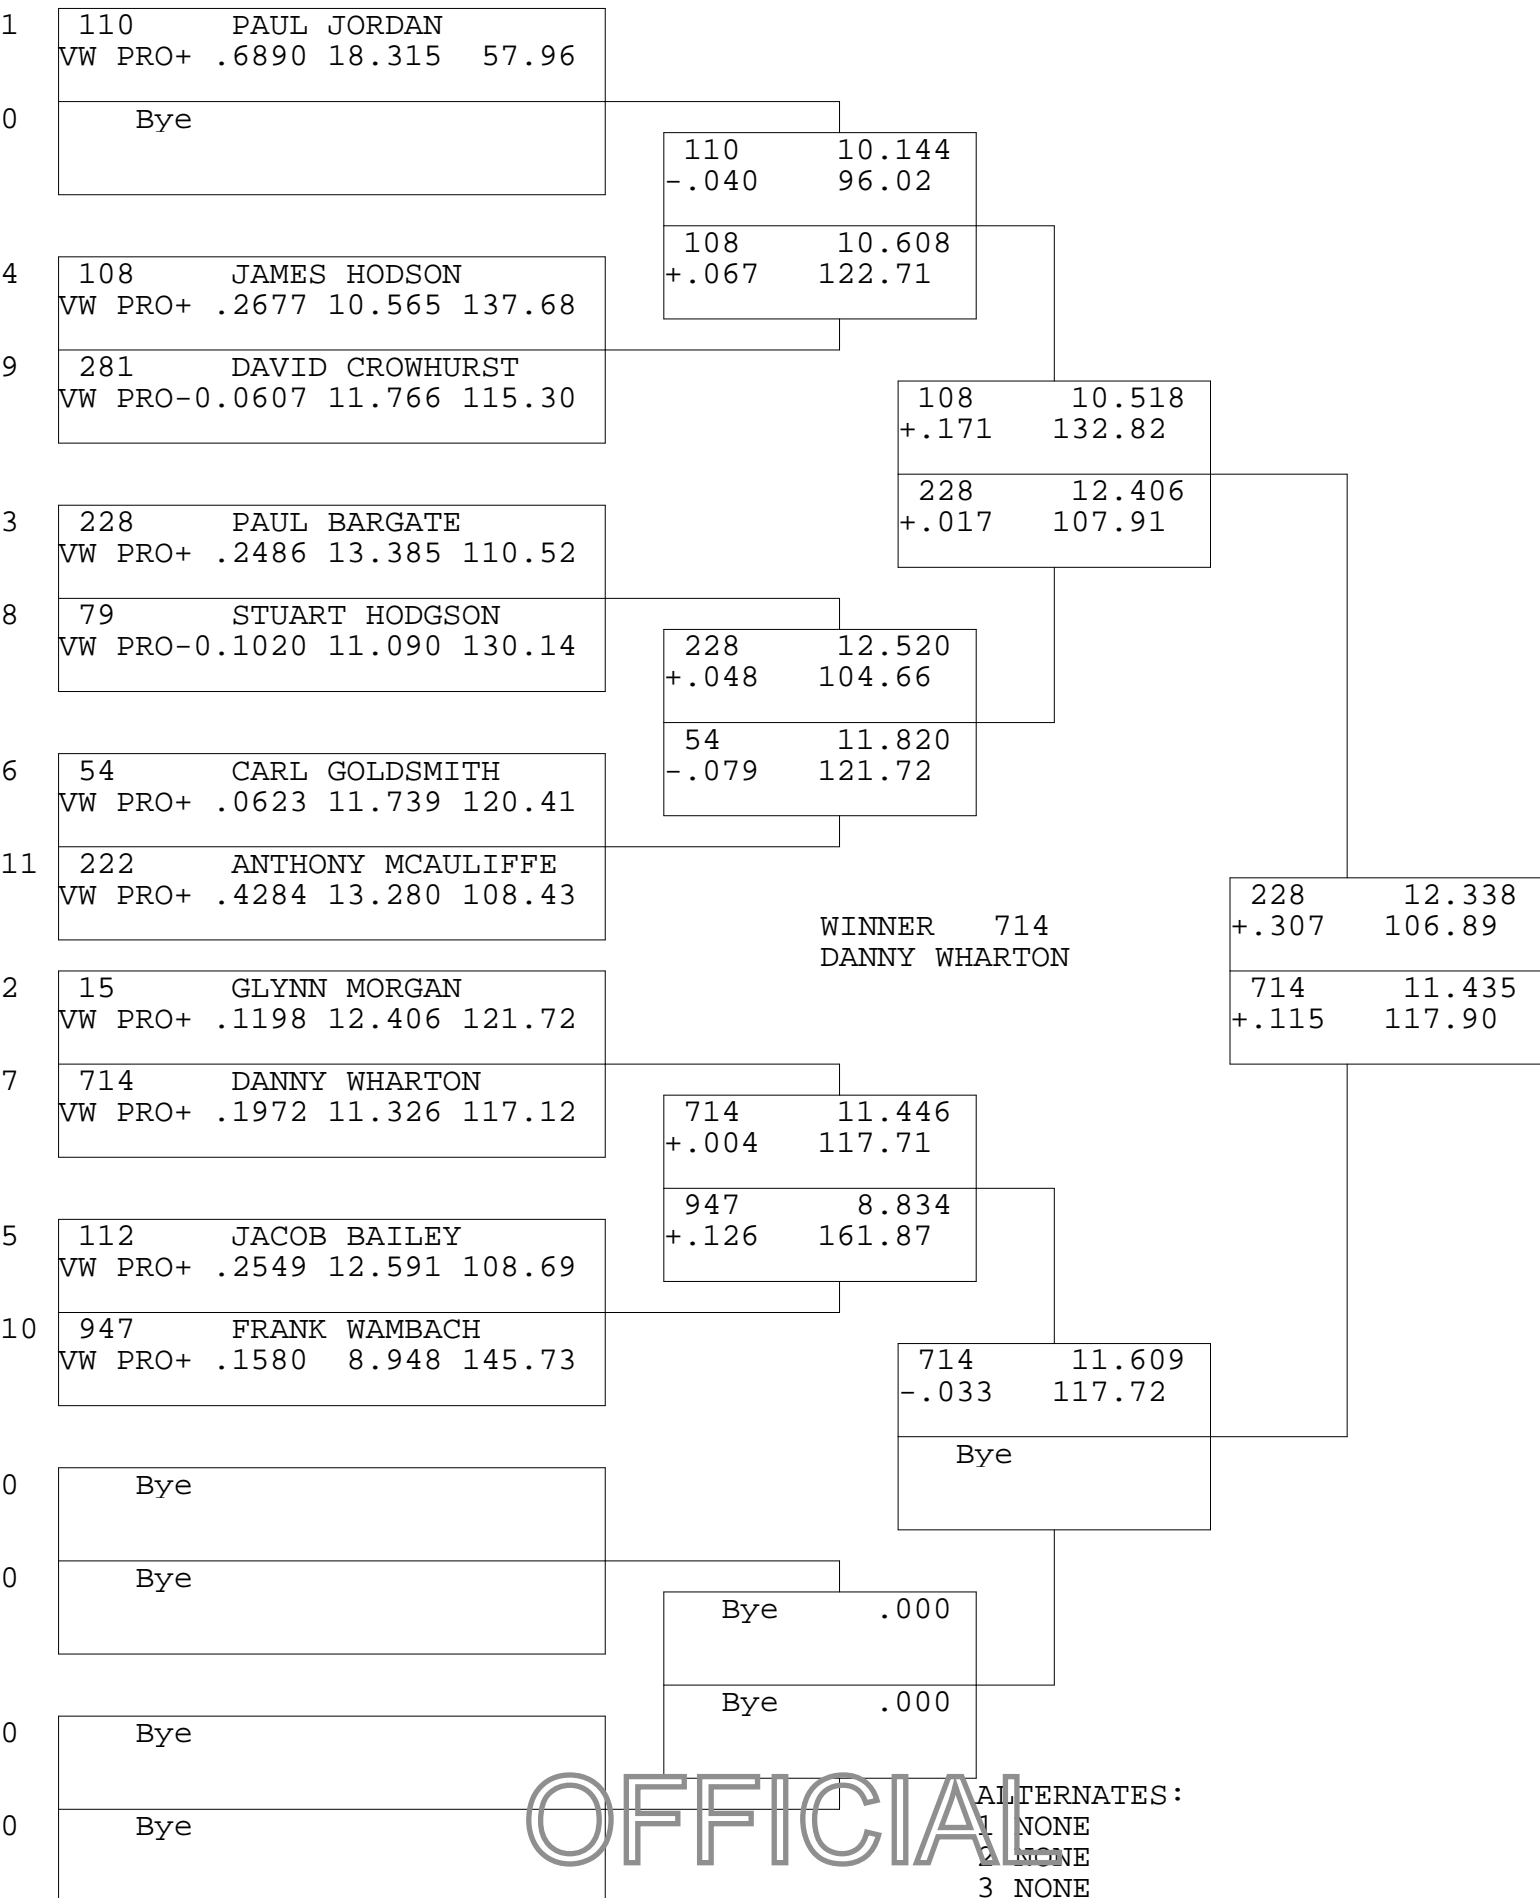 1 110 PAUL JORDAN
VW PRO+ .6890 18.315 57.96
0 Bye
4 108 JAMES HODSON
VW PRO+ .2677 10.565 137.68
9 281 DAVID CROWHURST
VW PRO-0.0607 11.766 115.30
3 228 PAUL BARGATE
VW PRO+ .2486 13.385 110.52
8 79 STUART HODGSON
VW PRO-0.1020 11.090 130.14
6 54 CARL GOLDSMITH
VW PRO+ .0623 11.739 120.41
11 222 ANTHONY MCAULIFFE
VW PRO+ .4284 13.280 108.43
2 15 GLYNN MORGAN
VW PRO+ .1198 12.406 121.72
7 714 DANNY WHARTON
VW PRO+ .1972 11.326 117.12
5 112 JACOB BAILEY
VW PRO+ .2549 12.591 108.69
10 947 FRANK WAMBACH
VW PRO+ .1580 8.948 145.73
0 Bye
0 Bye
0 Bye
0 Bye
110 10.144
-.040 96.02
108 10.608
+.067 122.71
228 12.520
+.048 104.66
54 11.820
-.079 121.72
714 11.446
+.004 117.71
947 8.834
+.126 161.87
Bye .000
Bye .000
108 10.518
+.171 132.82
228 12.406
+.017 107.91
714 11.609
-.033 117.72
Bye
228 12.338
+.307 106.89
714 11.435
+.115 117.90
WINNER 714
DANNY WHARTON
OFFICIAL
ALTERNATES:
1 NONE
2 NONE
3 NONE